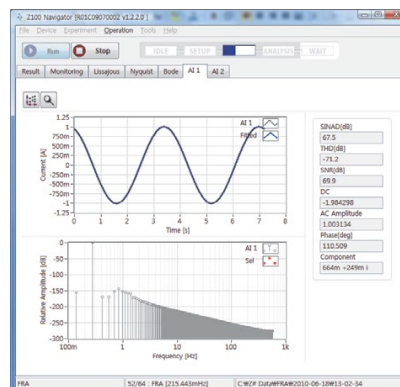 Z100 Navigator [R01C09070002 v1.2.2.0 ]
File Device Experiment Operation Tools Help
Run Stop IDLE SETUP ANALYSIS WAIT
Result Monitoring Lissajous Nyquist Bode AI 1 AI 2
1.25
1
750m
500m
250m
0
-250m
-500m
-750m
-1
-1.25
Current [A]
0 1 2 3 4 5 6 7 8
Time [s]
AI 1
Fitted
0
-50
-100
-150
-200
-250
-300
Relative Amplitude [dB]
100m 1 10 100 1k
Frequency [Hz]
AI 1
Sel
SINAD[dB]
67.5
THD[dB]
-71.2
SNR[dB]
69.9
DC
-1.984298
AC Amplitude
1.003134
Phase[deg]
110.509
Component
664m +249m i
FRA 52/64 : FRA [215.443mHz] C:₩Z# Data₩FRA₩2010-06-18₩13-02-34